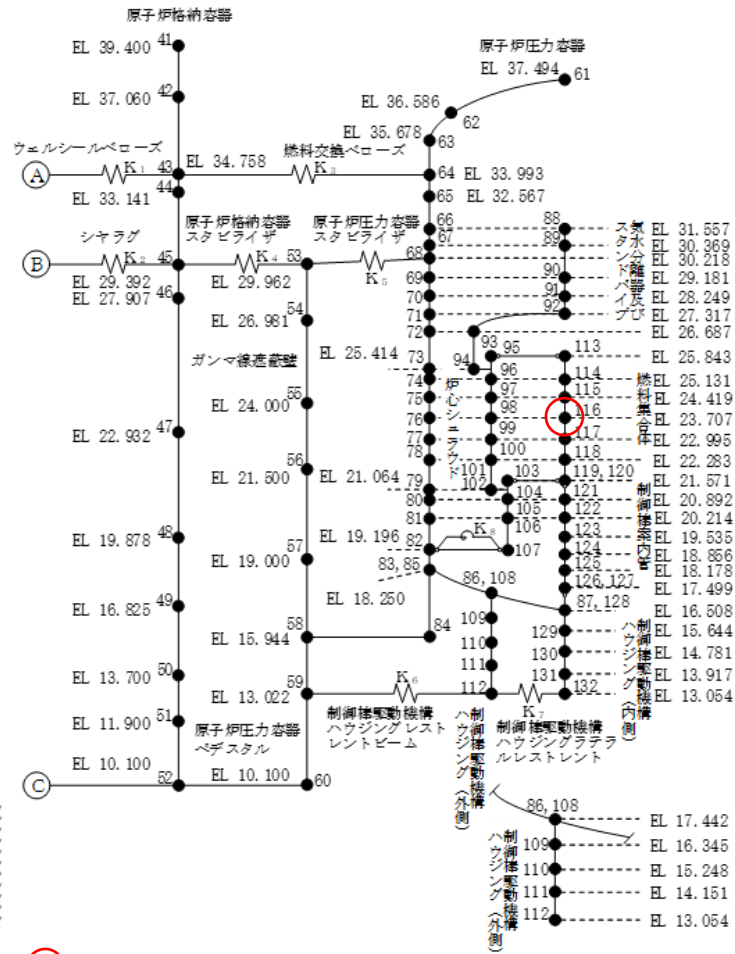 原子炉格納容器
41
EL 39.400
原子炉圧力容器
EL 37.494
61
42
EL 37.060
EL 36.586
62
EL 35.678
63
ウェルシールベローズ
燃料交換ベローズ
A
K₁
43
EL 34.758
K₃
64
EL 33.993
44
EL 33.141
65
EL 32.567
シヤラグ
原子炉格納容器
スタビライザ
原子炉圧力容器
スタビライザ
66
67
88
89
EL 31.557
EL 30.369
EL 30.218
B
K₂
45
K₄
53
K₅
68
EL 29.392
EL 29.962
69
90
EL 29.181
EL 27.907
46
70
91
EL 28.249
54
71
92
EL 27.317
気水分離器及び
スタンドパイプ
EL 26.981
72
EL 26.687
93
95
113
ガンマ線遮蔽壁
EL 25.414
73
94
EL 25.843
96
114
74
EL 25.131
55
EL 24.000
75
97
115
EL 24.419
76
98
116
EL 23.707
47
EL 22.932
77
99
117
EL 22.995
78
100
118
EL 22.283
炉心シュラウド
燃料集合体
56
EL 21.500
EL 21.064
79
101
102
103
119,120
EL 21.571
80
104
121
EL 20.892
81
105
122
EL 20.214
48
EL 19.878
57
EL 19.000
EL 19.196
82
K₈
106
107
123
EL 19.535
124
EL 18.856
83,85
125
EL 18.178
制御棒案内管
EL 18.250
86,108
126,127
EL 17.499
49
EL 16.825
87,128
EL 16.508
58
EL 15.944
84
109
129
EL 15.644
110
130
EL 14.781
50
EL 13.700
59
EL 13.022
K₆
111
131
EL 13.917
112
K₇
132
EL 13.054
制御棒駆動機構
ハウジング(内側)
51
EL 11.900
原子炉圧力容器
ペデスタル
制御棒駆動機構
ハウジングレスト
レントビーム
制御棒駆動機構
ハウジング(外側)
制御棒駆動機構
ハウジングラテラ
ルレストレント
C
EL 10.100
52
EL 10.100
60
86,108
EL 17.442
109
EL 16.345
110
EL 15.248
111
EL 14.151
112
EL 13.054
制御棒駆動機構
ハウジング(外側)